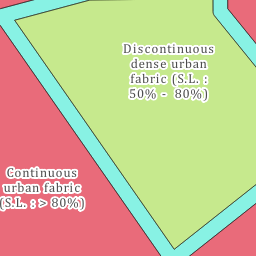 Discontinuous
dense urban
fabric (S.L. :
50% - 80%)
Continuous
urban fabric
(S.L. : > 80%)